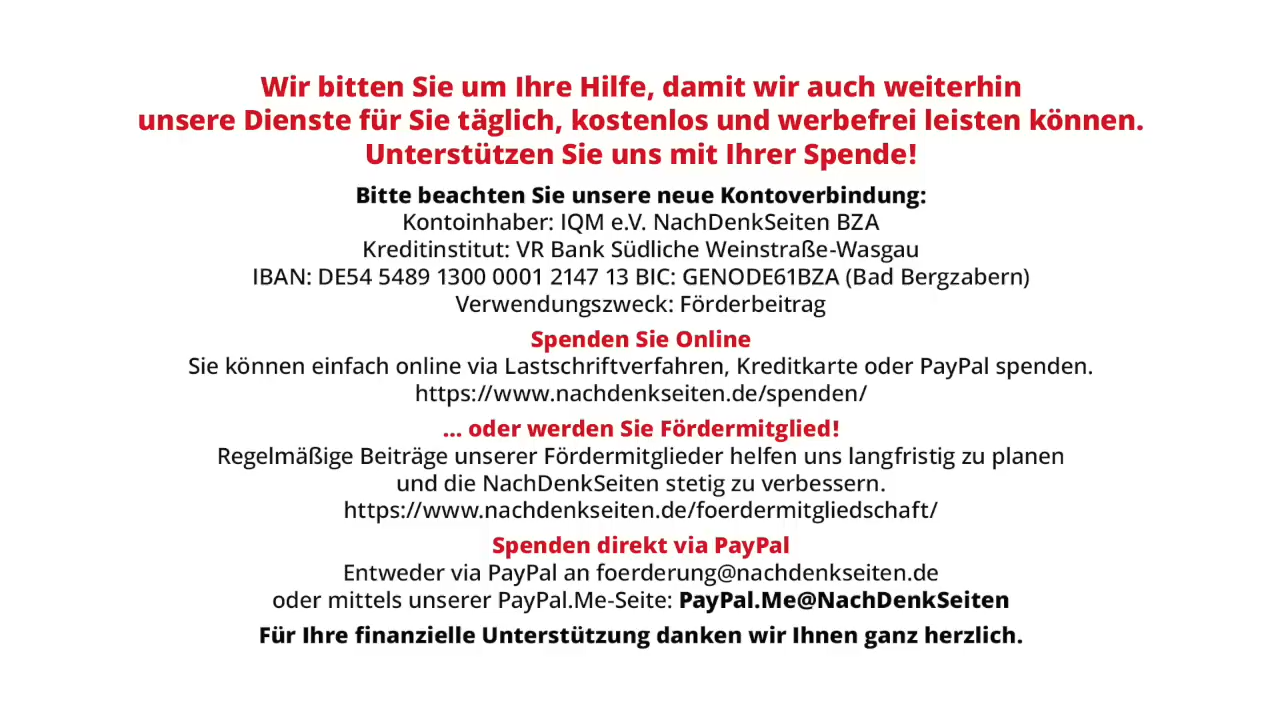 Wir bitten Sie um Ihre Hilfe, damit wir auch weiterhin
unsere Dienste für Sie täglich, kostenlos und werbefrei leisten können.
Unterstützen Sie uns mit Ihrer Spende!
Bitte beachten Sie unsere neue Kontoverbindung:
Kontoinhaber: IQM e.V. NachDenkSeiten BZA
Kreditinstitut: VR Bank Südliche Weinstraße-Wasgau
IBAN: DE54 5489 1300 0001 2147 13 BIC: GENODE61BZA (Bad Bergzabern)
Verwendungszweck: Förderbeitrag
Spenden Sie Online
Sie können einfach online via Lastschriftverfahren, Kreditkarte oder PayPal spenden.
https://www.nachdenkseiten.de/spenden/
... oder werden Sie Fördermitglied!
Regelmäßige Beiträge unserer Fördermitglieder helfen uns langfristig zu planen
und die NachDenkSeiten stetig zu verbessern.
https://www.nachdenkseiten.de/foerdermitgliedschaft/
Spenden direkt via PayPal
Entweder via PayPal an foerderung@nachdenkseiten.de
oder mittels unserer PayPal.Me-Seite: PayPal.Me@NachDenkSeiten
Für Ihre finanzielle Unterstützung danken wir Ihnen ganz herzlich.